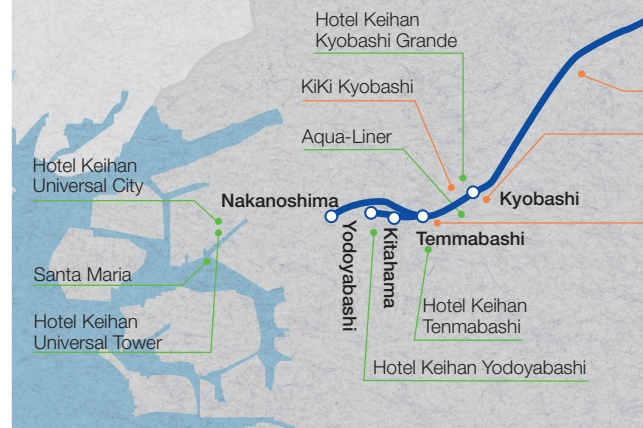 Hotel Keihan
Kyobashi Grande
KiKi Kyobashi
Aqua-Liner
Hotel Keihan
Universal City
Nakanoshima
Kyobashi
Yodoyabashi
Kitahama
Temmabashi
Santa Maria
Hotel Keihan
Universal Tower
Hotel Keihan
Tenmabashi
Hotel Keihan Yodoyabashi